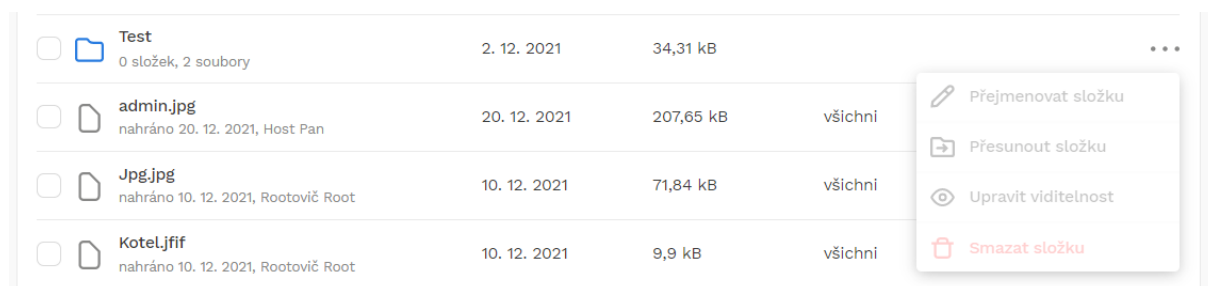 Test 2. 12. 2021 34,31 kB
0 složek, 2 soubory
admin.jpg 20. 12. 2021 207,65 kB všichni
nahráno 20. 12. 2021, Host Pan
Jpg.jpg 10. 12. 2021 71,84 kB všichni
nahráno 10. 12. 2021, Rootovič Root
Kotel.jfif 10. 12. 2021 9,9 kB všichni
nahráno 10. 12. 2021, Rootovič Root
Přejmenovat složku
Přesunout složku
Upravit viditelnost
Smazat složku